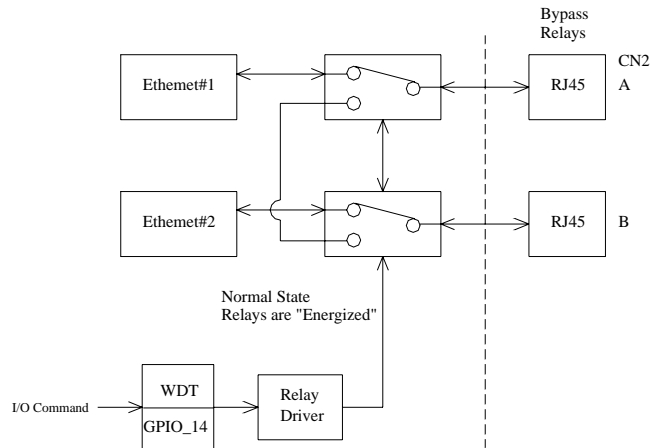 Bypass
Relays
CN2
Ethemet#1
RJ45
A
Ethemet#2
RJ45
B
Normal State
Relays are "Energized"
I/O Command
WDT
GPIO_14
Relay
Driver